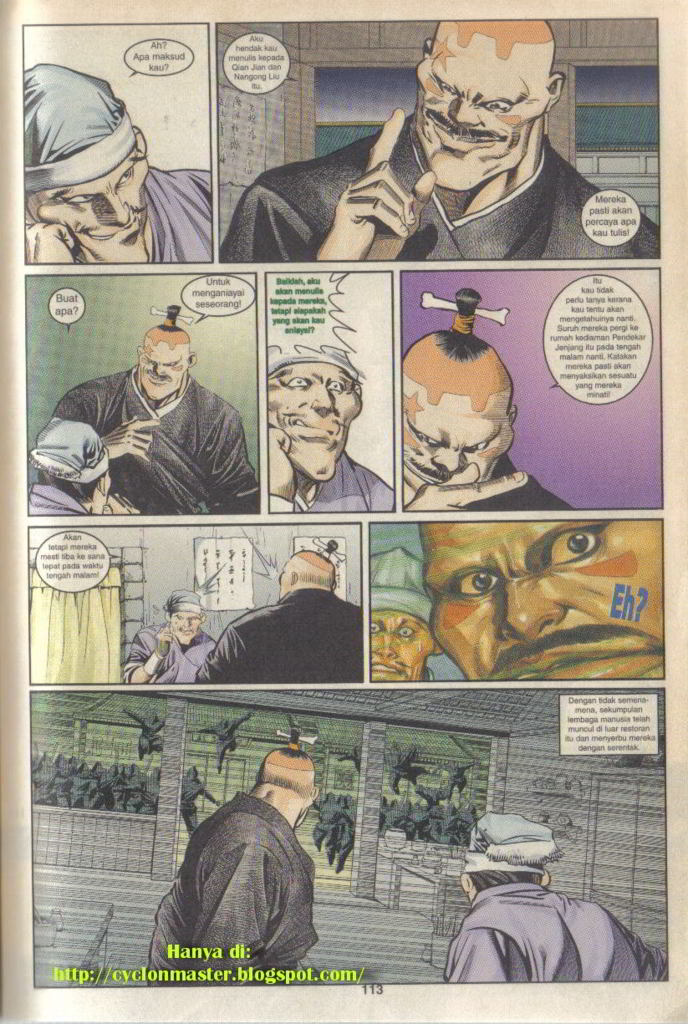 Ah?
Apa maksud
kau?
Aku
hendak kau
menulis kepada
Qian Jian dan
Nangong Liu
itu.
Mereka
pasti akan
percaya apa
kau tulis!
Buat
apa?
Untuk
menganiayai
seseorang!
Baiklah, aku
akan menulis
kepada mereka,
tetapi siapakah
yang akan kau
aniayai?
Itu
kau tidak
perlu tanya kerana
kau tentu akan
mengetahuinya nanti.
Suruh mereka pergi ke
rumah kediaman Pendekar
Jenjang itu pada tengah
malam nanti. Katakan
mereka akan
menyaksikan sesuatu
yang mereka
minati!
Akan
tetapi mereka
mesti tiba ke sana
tepat pada waktu
tengah malam!
Eh?
Dengan tidak semena-
mena, sekumpulan
lembaga manusia telah
muncul di luar restoran
itu dan menyerbu mereka
dengan serentak.
Hanya di:
http://cyclonmaster.blogspot.com/
113